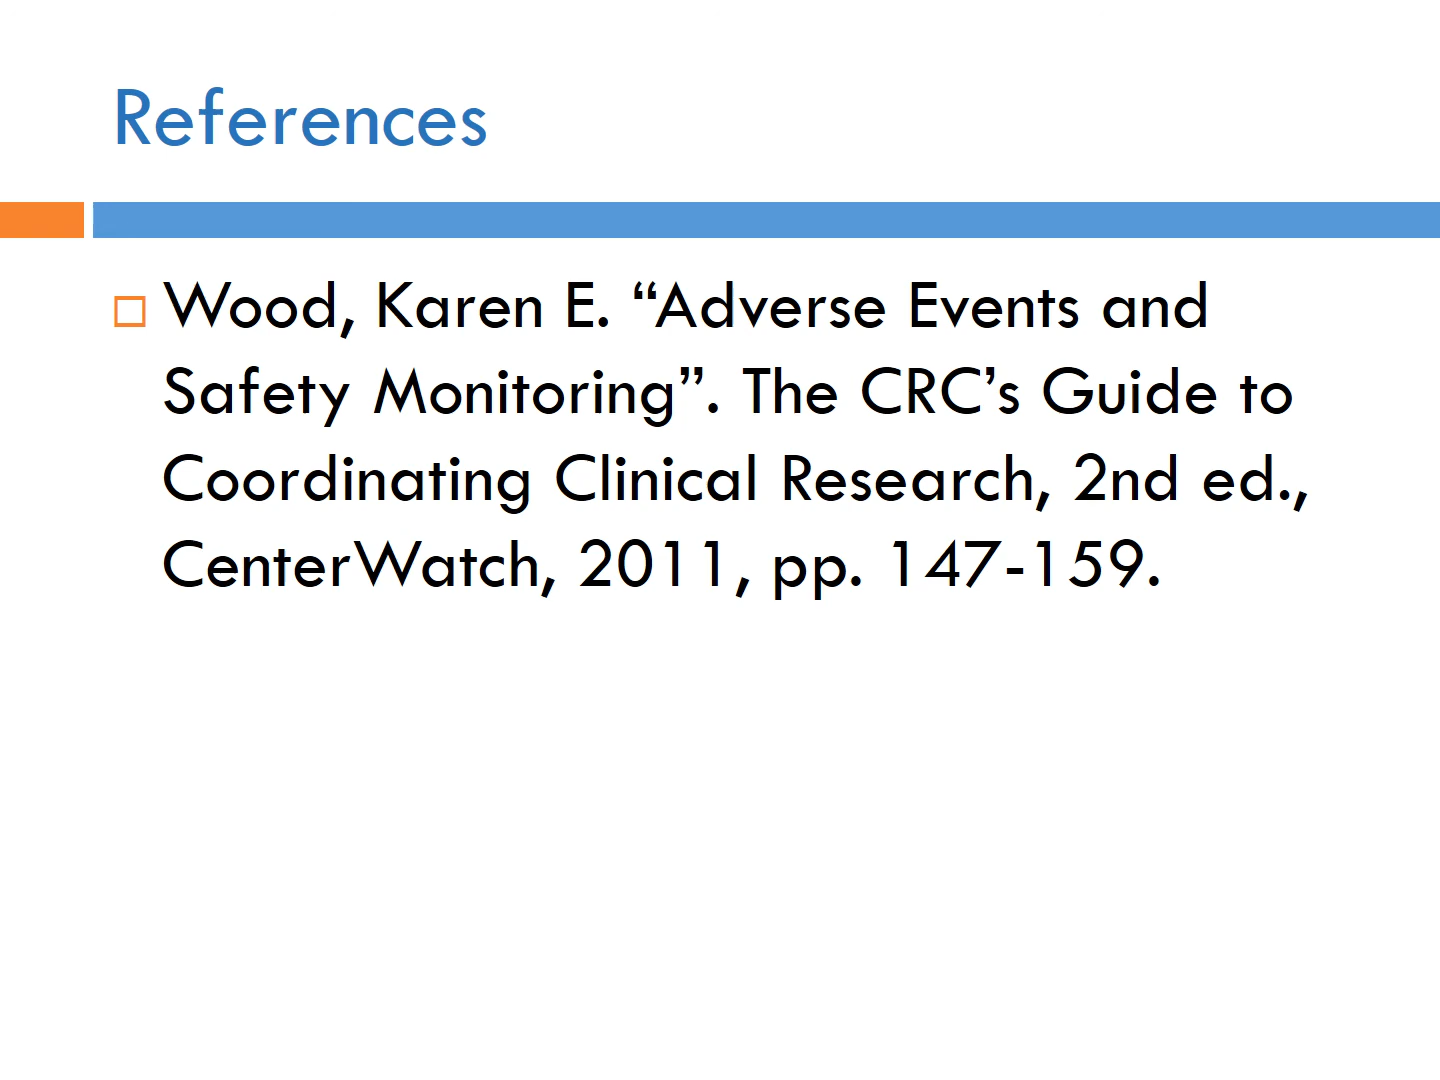 References
Wood, Karen E. “Adverse Events and
Safety Monitoring”. The CRC’s Guide to
Coordinating Clinical Research, 2nd ed.,
CenterWatch, 2011, pp. 147-159.